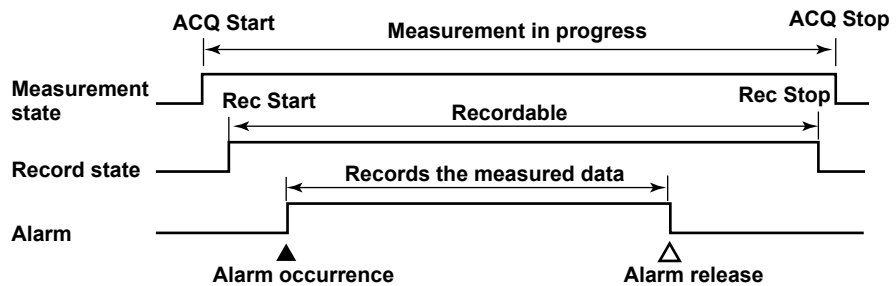 ACQ Start
ACQ Stop
Measurement in progress
Measurement
state
Rec Start
Rec Stop
Recordable
Record state
Records the measured data
Alarm
Alarm occurrence
Alarm release